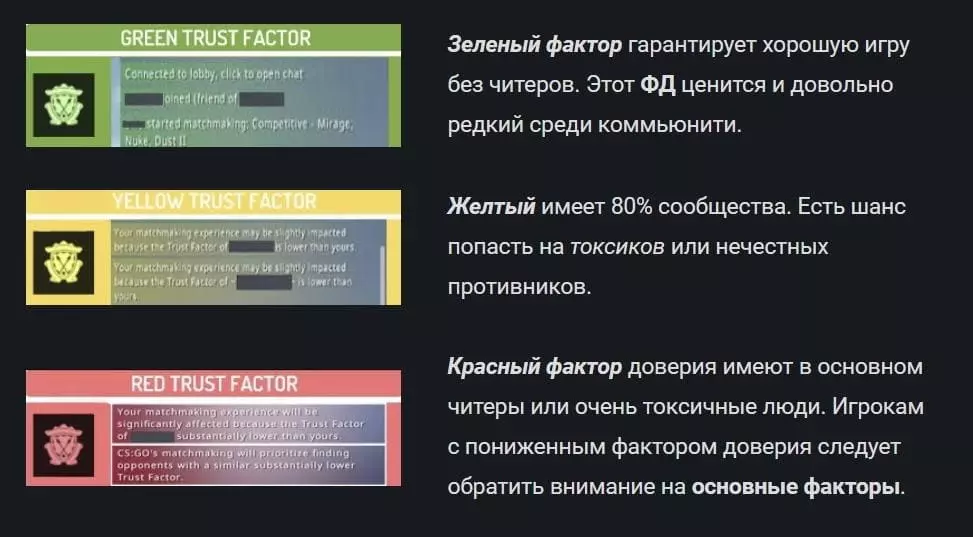 GREEN TRUST FACTOR
Connected to lobby, click to open chat
oined (friend of
started matchmaking: Competitive - Mirage,
Nuke, Dust II
Зеленый фактор гарантирует хорошую игру
без читеров. Этот ФД ценится и довольно
редкий среди коммьюнити.
YELLOW TRUST FACTOR
Your matchmaking experience may be slightly impacted
because the Trust Factor of is lower than yours.
Your matchmaking experience may be slightly impacted
because the Trust Factor of - - is lower than
yours.
Желтый имеет 80% сообщества. Есть шанс
попасть на токсиков или нечестных
противников.
RED TRUST FACTOR
Your matchmaking experience will be
significantly affected because the Trust Factor
of substantially lower than yours.
CS:GO's matchmaking will prioritize finding
opponents with a similar substantially lower
Trust Factor.
Красный фактор доверия имеют в основном
читеры или очень токсичные люди. Игрокам
с пониженным фактором доверия следует
обратить внимание на основные факторы.